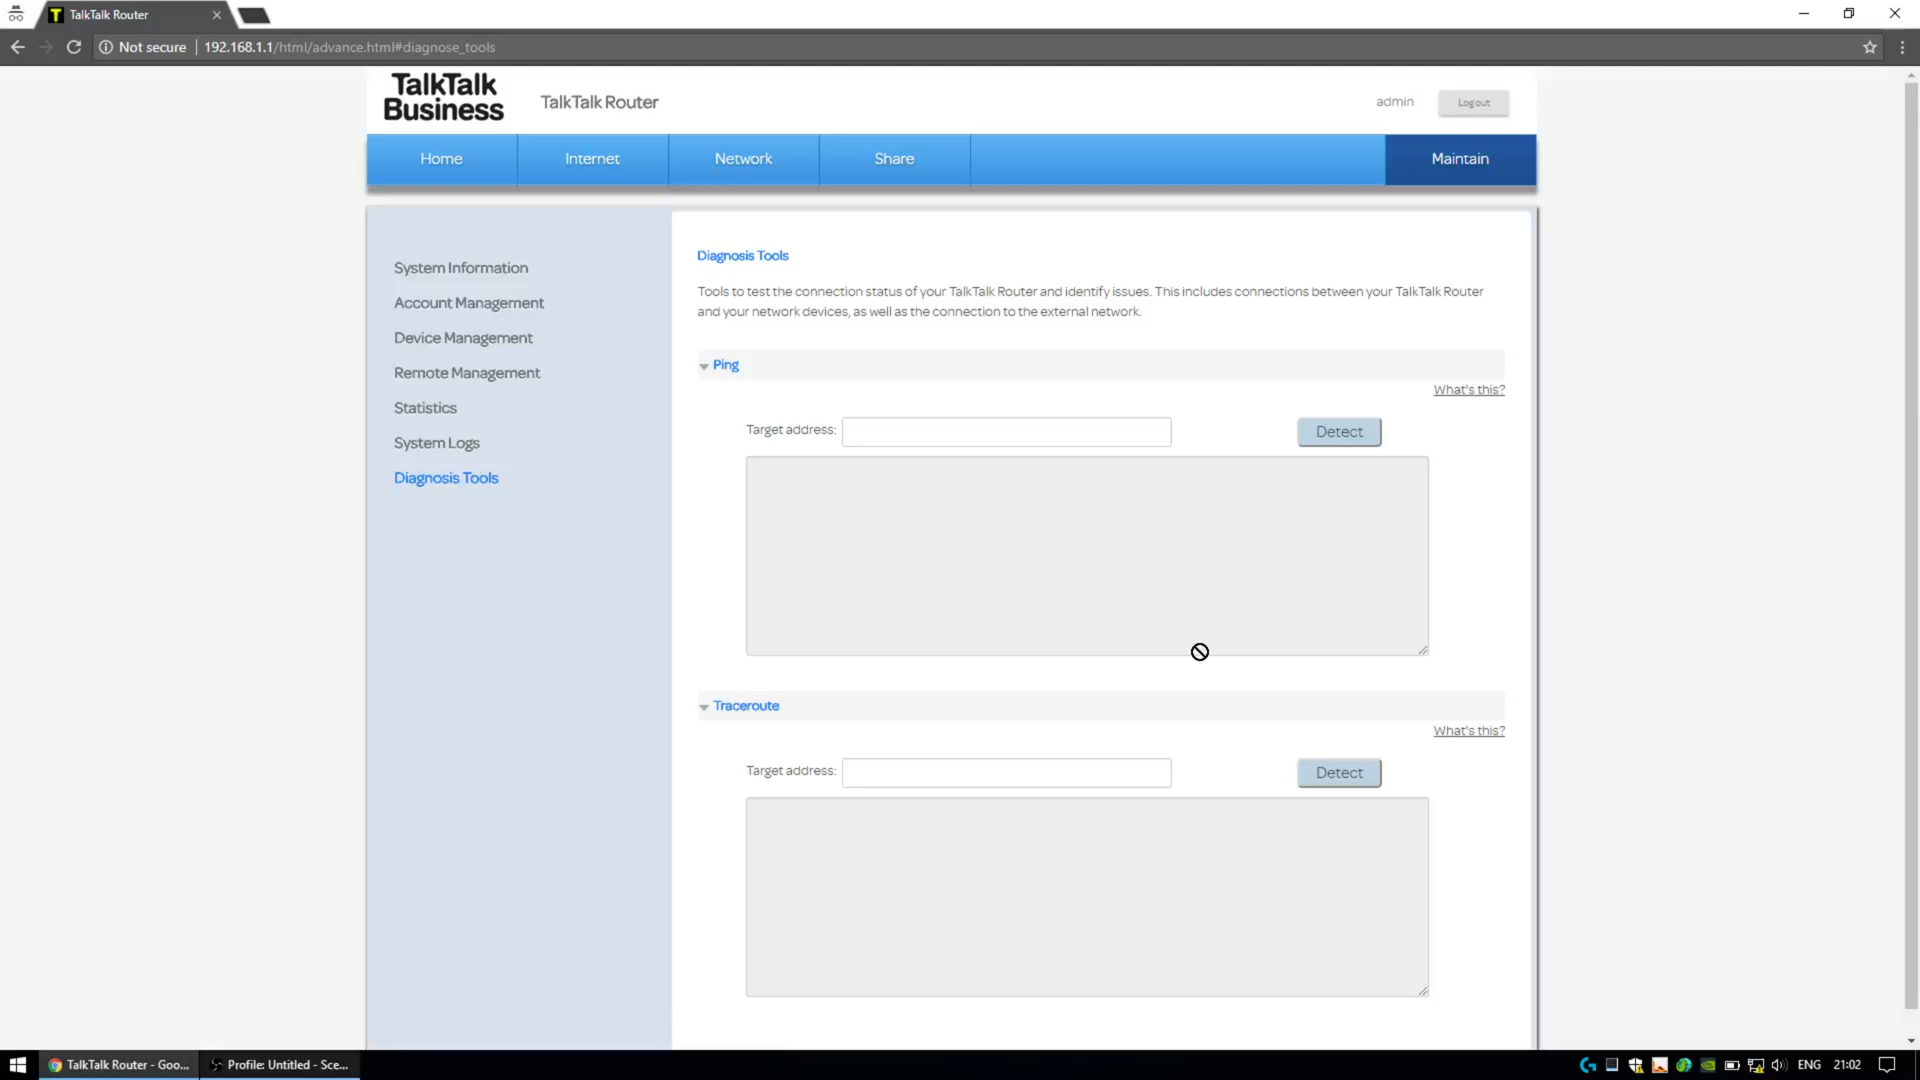 TalkTalk Router
Not secure | 192.168.1.1/html/advance.html#diagnose_tools
TalkTalk
Business
TalkTalk Router
admin
Logout
Home
Internet
Network
Share
Maintain
System Information
Account Management
Device Management
Remote Management
Statistics
System Logs
Diagnosis Tools
Diagnosis Tools
Tools to test the connection status of your TalkTalk Router and identify issues. This includes connections between your TalkTalk Router
and your network devices, as well as the connection to the external network.
Ping
What's this?
Target address:
Detect
Traceroute
What's this?
Target address:
Detect
TalkTalk Router - Goo...
Profile: Untitled - Sce...
ENG
21:02